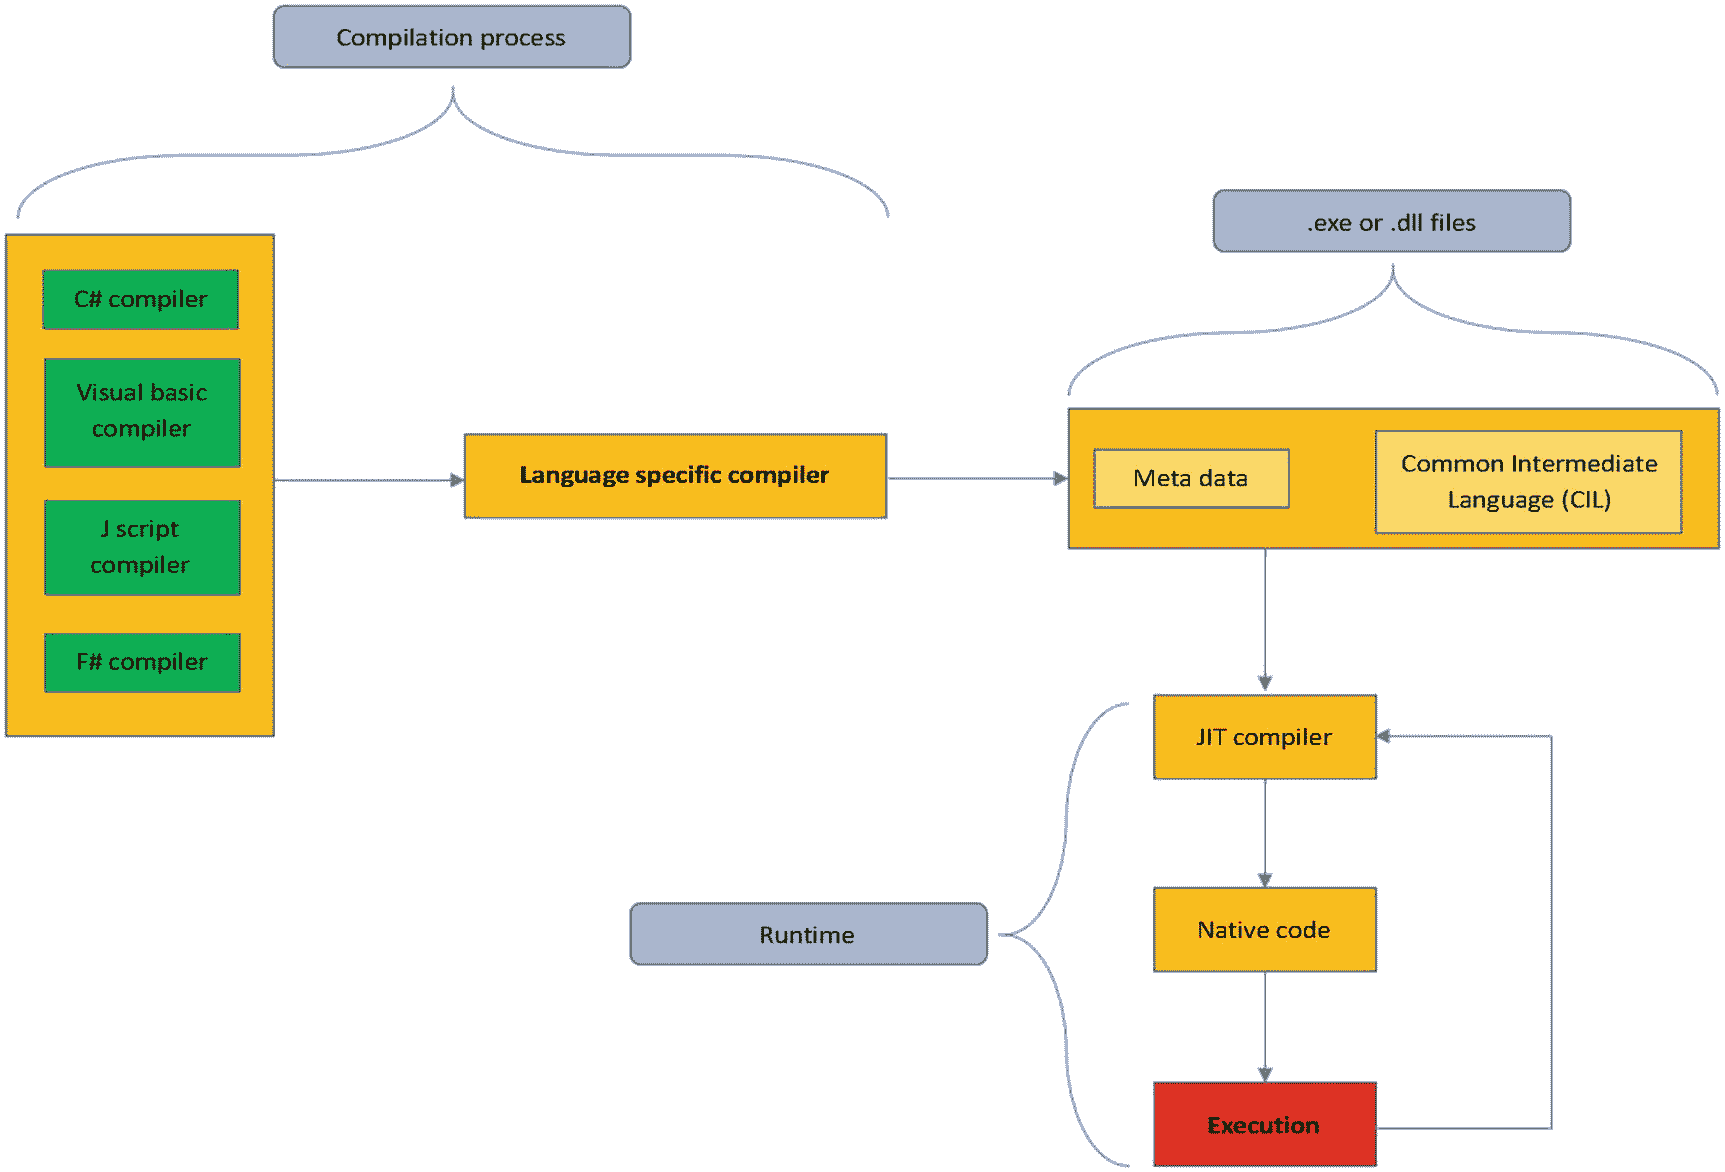 Compilation process
.exe or .dll files
C# compiler
Visual basic
compiler
J script
compiler
F# compiler
Language specific compiler
Meta data
Common Intermediate
Language (CIL)
JIT compiler
Native code
Runtime
Execution